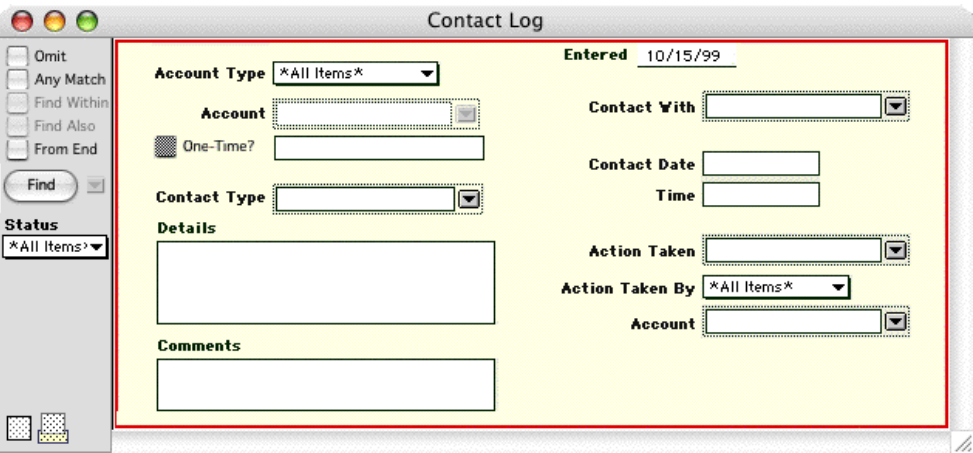 Contact Log
Omit
Any Match
Find Within
Find Also
From End
Find
Status
*All Items*
Account Type *All Items*
Account
One-Time?
Contact Type
Details
Comments
Entered 10/15/99
Contact With
Contact Date
Time
Action Taken
Action Taken By *All Items*
Account